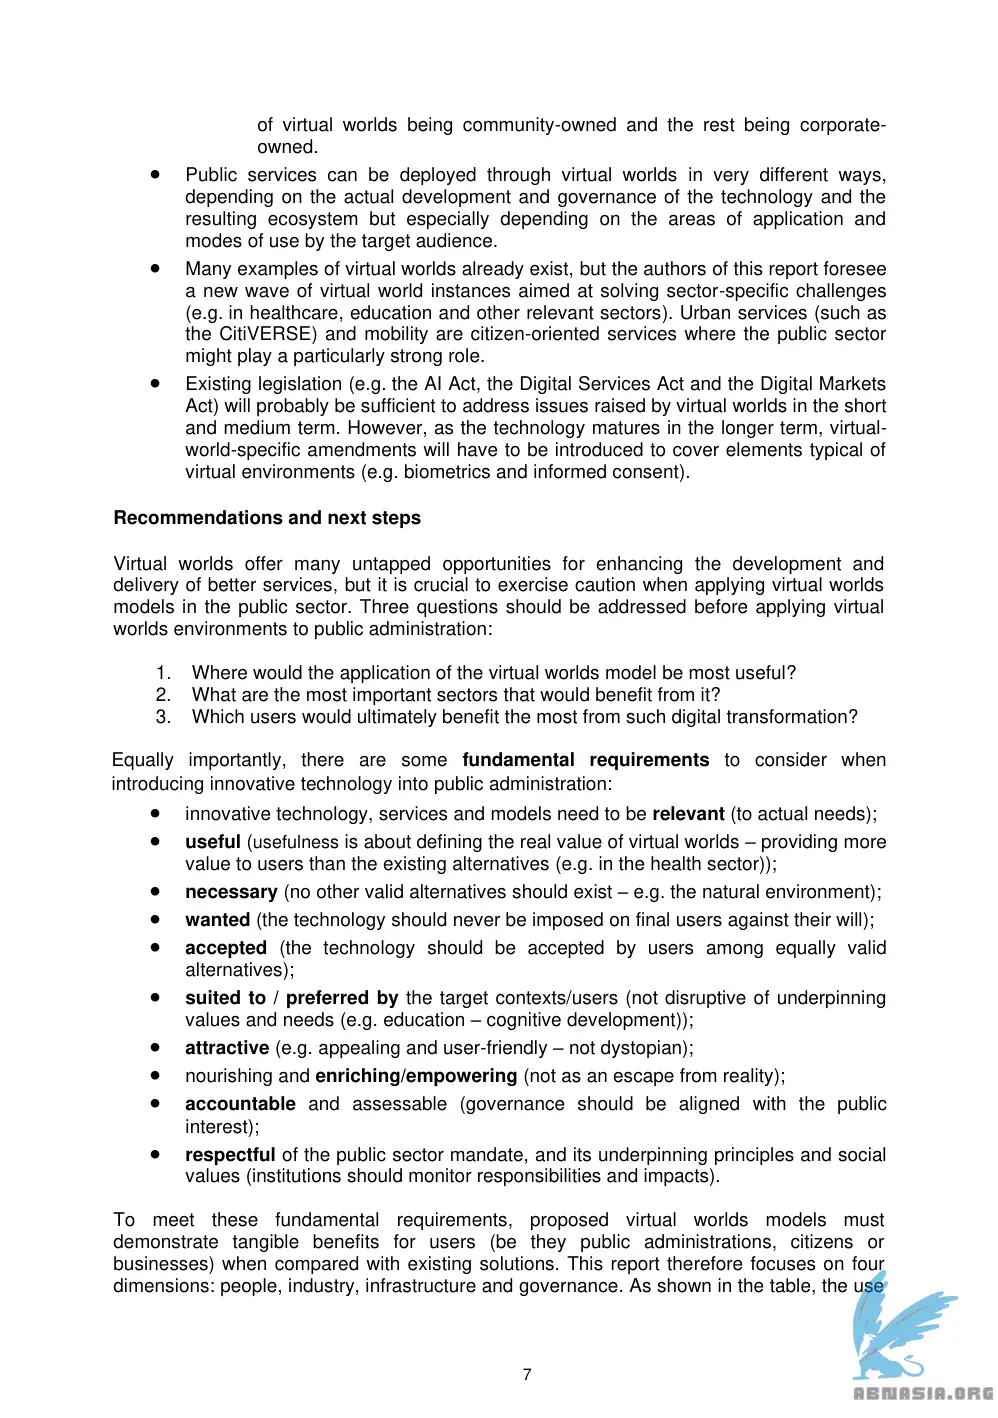 of virtual worlds being community-owned and the rest being corporate-
owned.
• Public services can be deployed through virtual worlds in very different ways,
depending on the actual development and governance of the technology and the
resulting ecosystem but especially depending on the areas of application and
modes of use by the target audience.
• Many examples of virtual worlds already exist, but the authors of this report foresee
a new wave of virtual world instances aimed at solving sector-specific challenges
(e.g. in healthcare, education and other relevant sectors). Urban services (such as
the CitiVERSE) and mobility are citizen-oriented services where the public sector
might play a particularly strong role.
• Existing legislation (e.g. the AI Act, the Digital Services Act and the Digital Markets
Act) will probably be sufficient to address issues raised by virtual worlds in the short
and medium term. However, as the technology matures in the longer term, virtual-
world-specific amendments will have to be introduced to cover elements typical of
virtual environments (e.g. biometrics and informed consent).
Recommendations and next steps
Virtual worlds offer many untapped opportunities for enhancing the development and
delivery of better services, but it is crucial to exercise caution when applying virtual worlds
models in the public sector. Three questions should be addressed before applying virtual
worlds environments to public administration:
1. Where would the application of the virtual worlds model be most useful?
2. What are the most important sectors that would benefit from it?
3. Which users would ultimately benefit the most from such digital transformation?
Equally importantly, there are some fundamental requirements to consider when
introducing innovative technology into public administration:
• innovative technology, services and models need to be relevant (to actual needs);
• useful (usefulness is about defining the real value of virtual worlds – providing more
value to users than the existing alternatives (e.g. in the health sector));
• necessary (no other valid alternatives should exist – e.g. the natural environment);
• wanted (the technology should never be imposed on final users against their will);
• accepted (the technology should be accepted by users among equally valid
alternatives);
• suited to / preferred by the target contexts/users (not disruptive of underpinning
values and needs (e.g. education – cognitive development));
• attractive (e.g. appealing and user-friendly – not dystopian);
• nourishing and enriching/empowering (not as an escape from reality);
• accountable and assessable (governance should be aligned with the public
interest);
• respectful of the public sector mandate, and its underpinning principles and social
values (institutions should monitor responsibilities and impacts).
To meet these fundamental requirements, proposed virtual worlds models must
demonstrate tangible benefits for users (be they public administrations, citizens or
businesses) when compared with existing solutions. This report therefore focuses on four
dimensions: people, industry, infrastructure and governance. As shown in the table, the use
7
ABNASIA.ORG